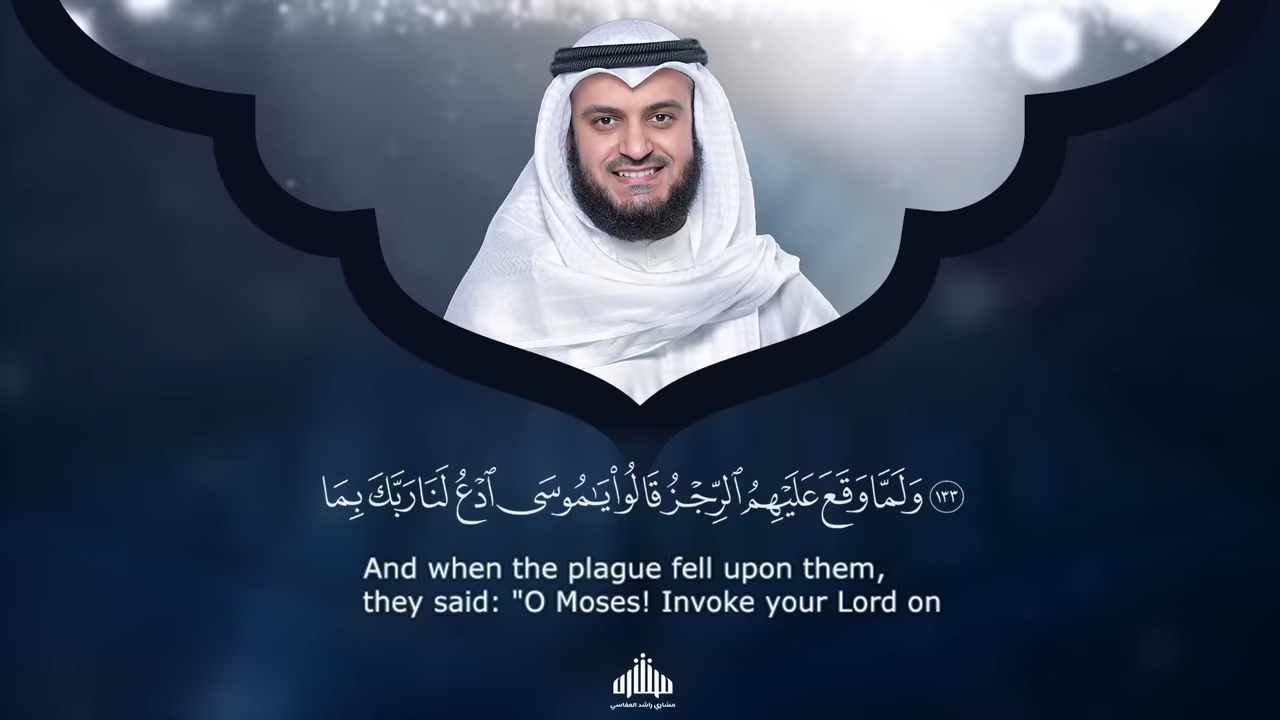 ١٣٣ وَلَمَّا وَقَعَ عَلَيْهِمُ ٱلرِّجْزُ قَالُوا۟ يَـٰمُوسَى ٱدْعُ لَنَا رَبَّكَ بِمَا
And when the plague fell upon them,
they said: "O Moses! Invoke your Lord on
مشاري راشد العفاسي